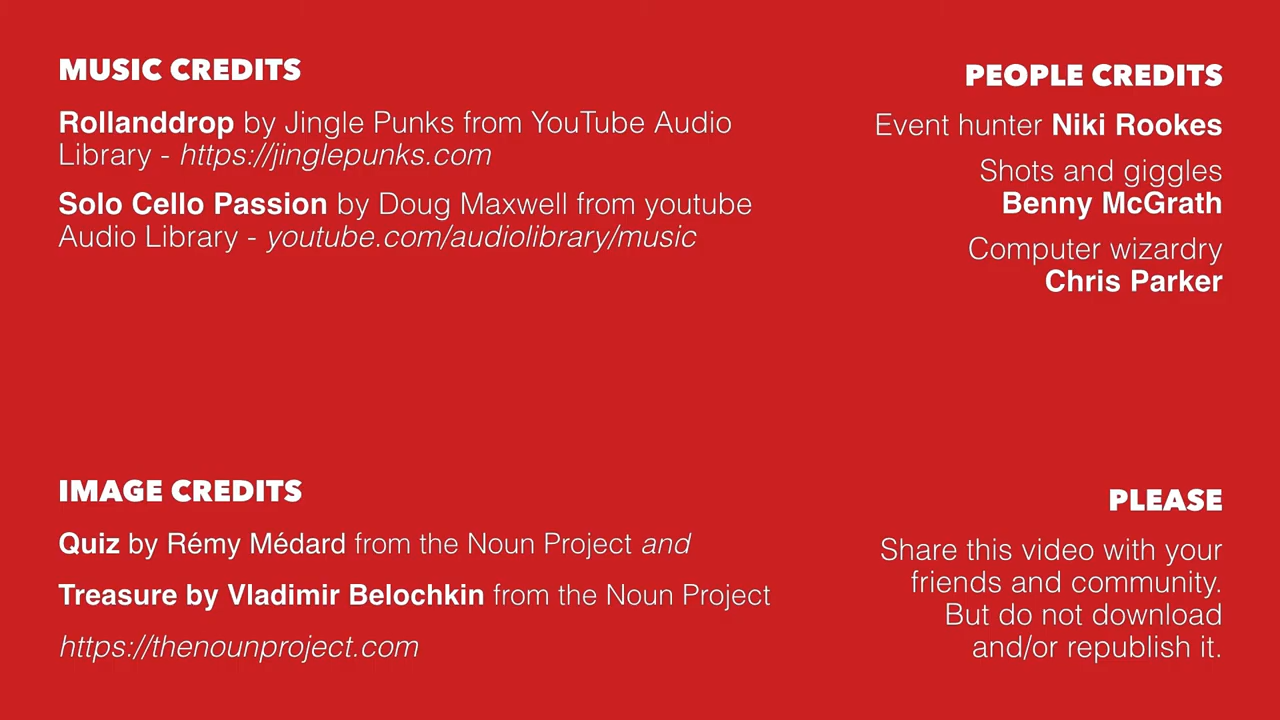 MUSIC CREDITS
Rollanddrop by Jingle Punks from YouTube Audio
Library - https://jinglepunks.com
Solo Cello Passion by Doug Maxwell from youtube
Audio Library - youtube.com/audiolibrary/music
PEOPLE CREDITS
Event hunter Niki Rookes
Shots and giggles
Benny McGrath
Computer wizardry
Chris Parker
IMAGE CREDITS
Quiz by Rémy Médard from the Noun Project and
Treasure by Vladimir Belochkin from the Noun Project
https://thenounproject.com
PLEASE
Share this video with your
friends and community.
But do not download
and/or republish it.